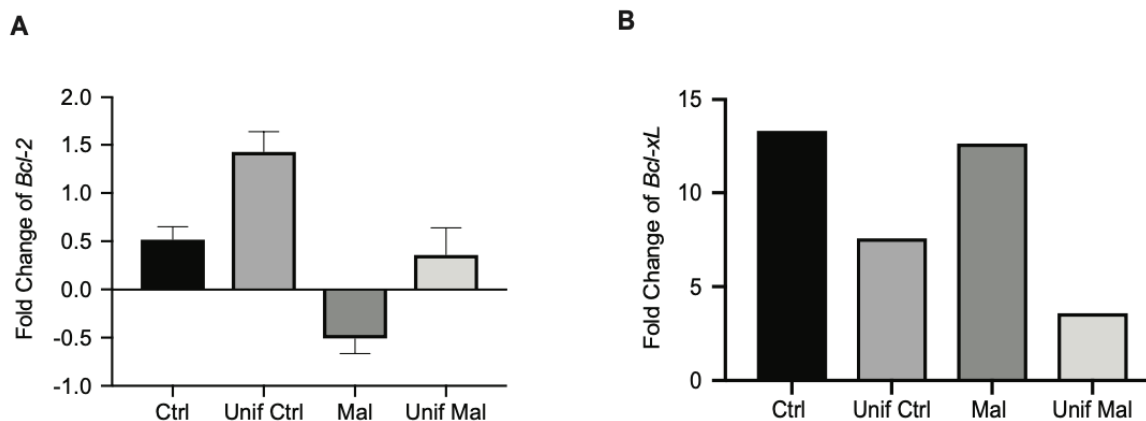 A
Fold Change of Bcl-2
2.0
1.5
1.0
0.5
0.0
-0.5
-1.0
Ctrl Unif Ctrl Mal Unif Mal
B
Fold Change of Bcl-xL
15
10
5
0
Ctrl Unif Ctrl Mal Unif Mal